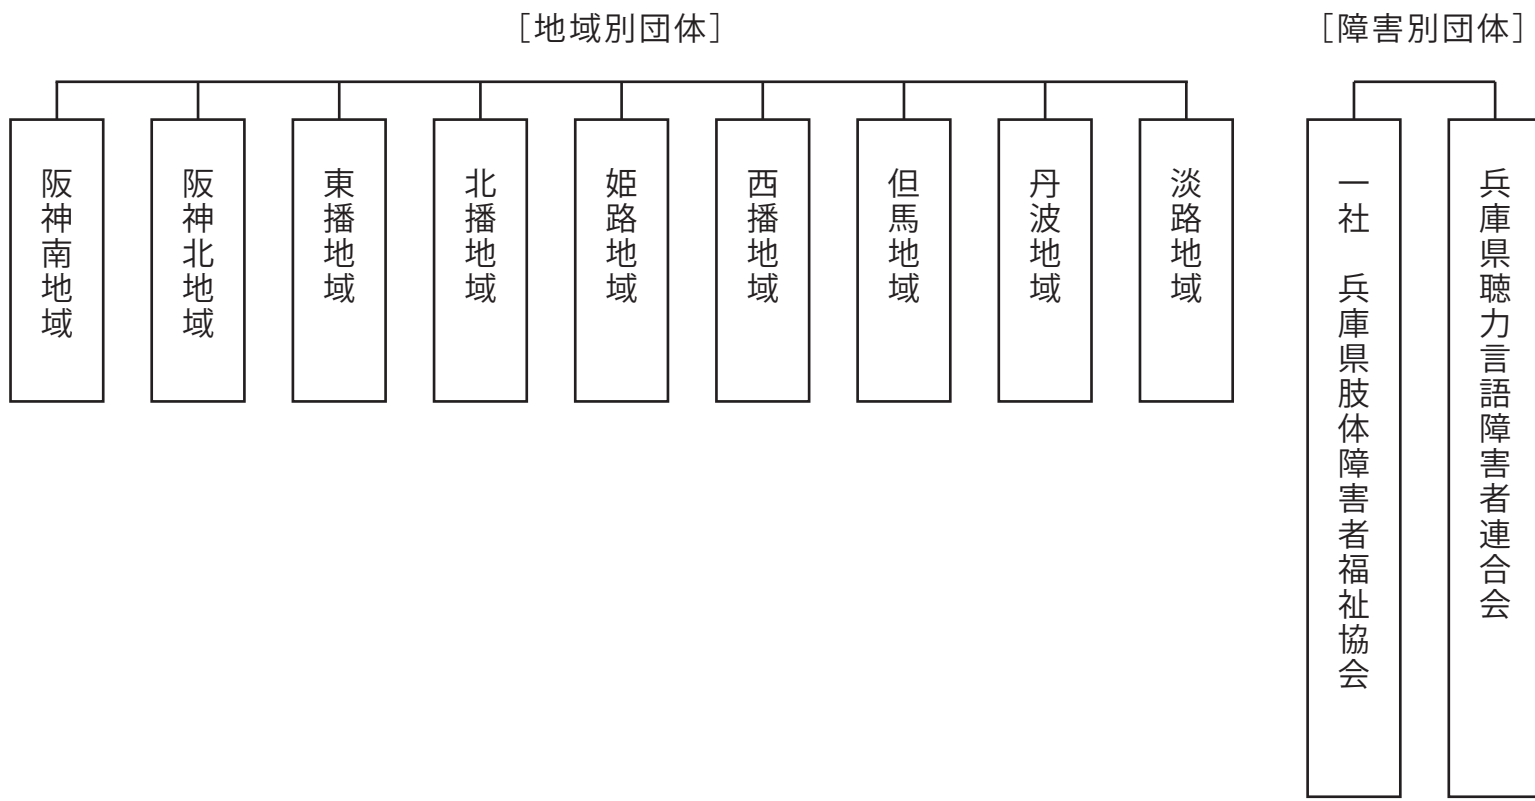 ［地域別団体］
［障害別団体］
阪神南地域
阪神北地域
東播地域
北播地域
姫路地域
西播地域
但馬地域
丹波地域
淡路地域
一社　兵庫県肢体障害者福祉協会
兵庫県聴力言語障害者連合会